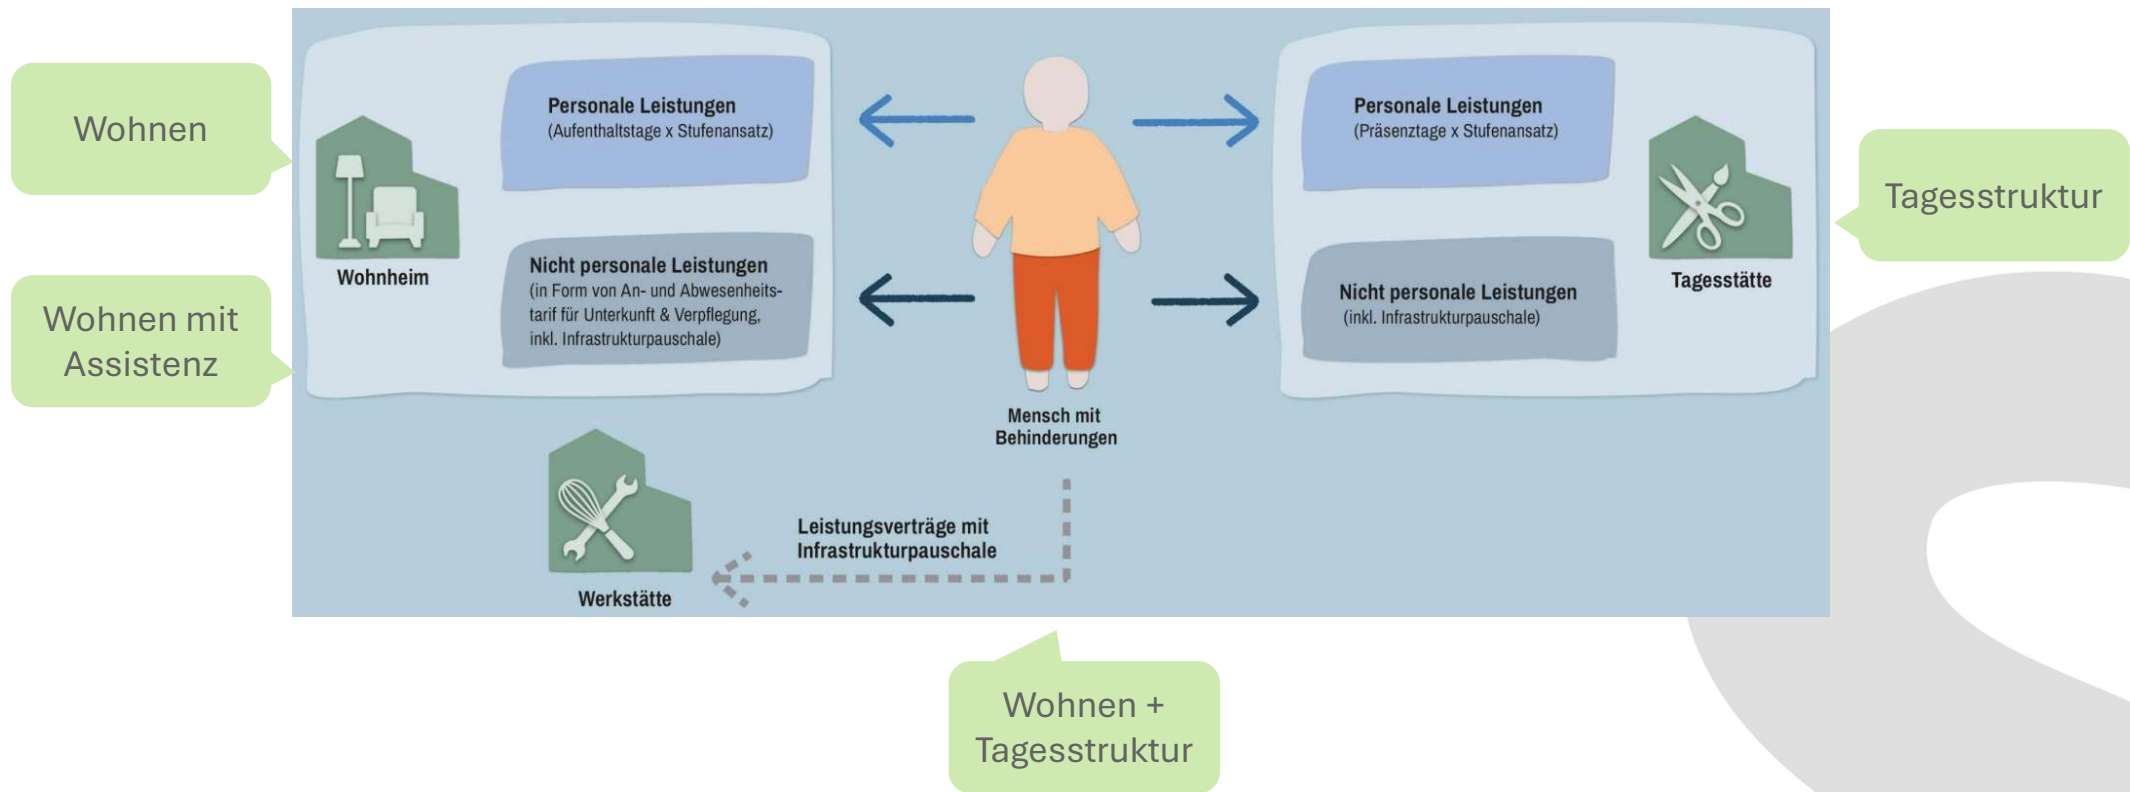 Wohnen
Wohnen mit
Assistenz
Wohnheim
Personale Leistungen
(Aufenthaltstage x Stufenansatz)
Nicht personale Leistungen
(in Form von An- und Abwesenheits-
tarif für Unterkunft & Verpflegung,
inkl. Infrastrukturpauschale)
Mensch mit
Behinderungen
Personale Leistungen
(Präsenztage x Stufenansatz)
Nicht personale Leistungen
(inkl. Infrastrukturpauschale)
Tagesstätte
Tagesstruktur
Leistungsverträge mit
Infrastrukturpauschale
Werkstätte
Wohnen +
Tagesstruktur